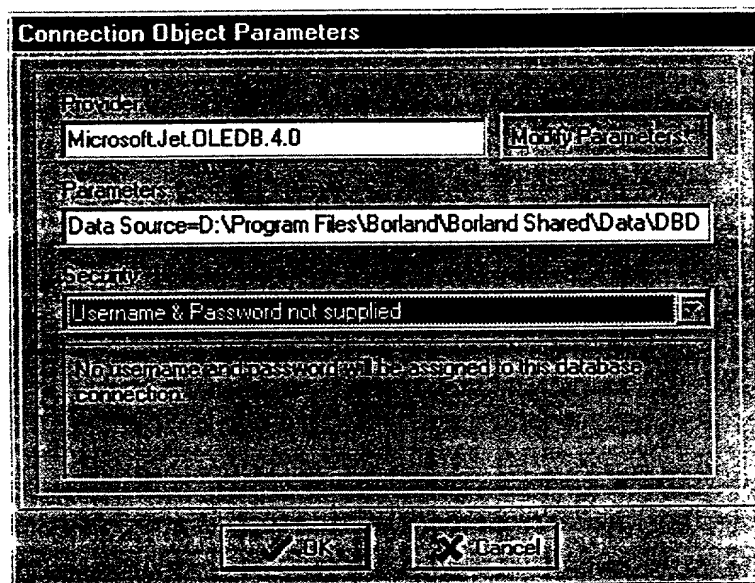 Connection Object Parameters
Provider:
Microsoft.Jet.OLEDB.4.0
Modify Parameters
Parameters:
Data Source=D:\Program Files\Borland\Borland Shared\Data\DBD
Security:
Username & Password not supplied
No username and password will be assigned to this database
connection.
OK
Cancel